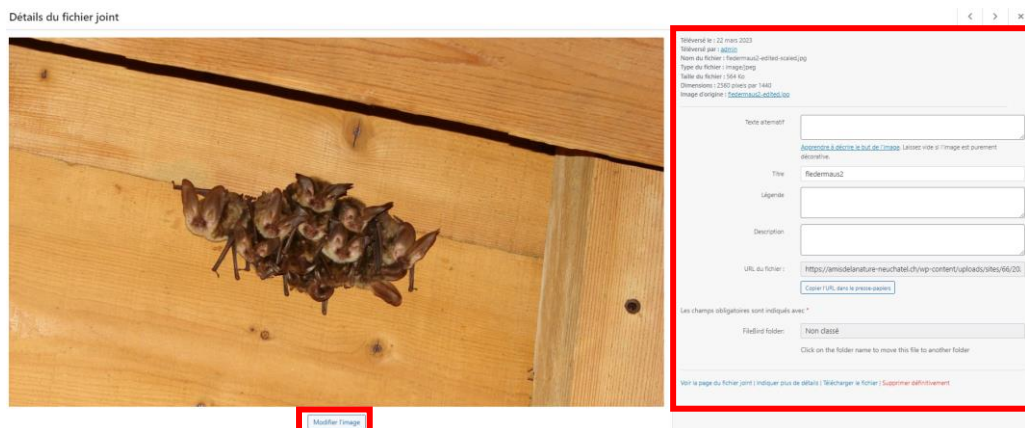 Détails du fichier joint
Téléversé le : 22 mars 2023
Téléversé par : admin
Nom du fichier : fledermaus2-edited-scaled.jpg
Type du fichier : image/jpeg
Taille du fichier : 564 Ko
Dimensions : 2560 pixels par 1440
Image d'origine : fledermaus2-edited.jpg
Texte alternatif
Apprendre à décrire le but de l'image. Laissez vide si l'image est purement
décorative.
Titre
fledermaus2
Légende
Description
URL du fichier :
https://amisdelanature-neuchatel.ch/wp-content/uploads/sites/66/20
Copier l'URL dans le presse-papiers
Les champs obligatoires sont indiqués avec *
FileBird folder:
Non classé
Click on the folder name to move this file to another folder
Voir la page du fichier joint | Indiquer plus de détails | Télécharger le fichier | Supprimer définitivement
Modifier l'image